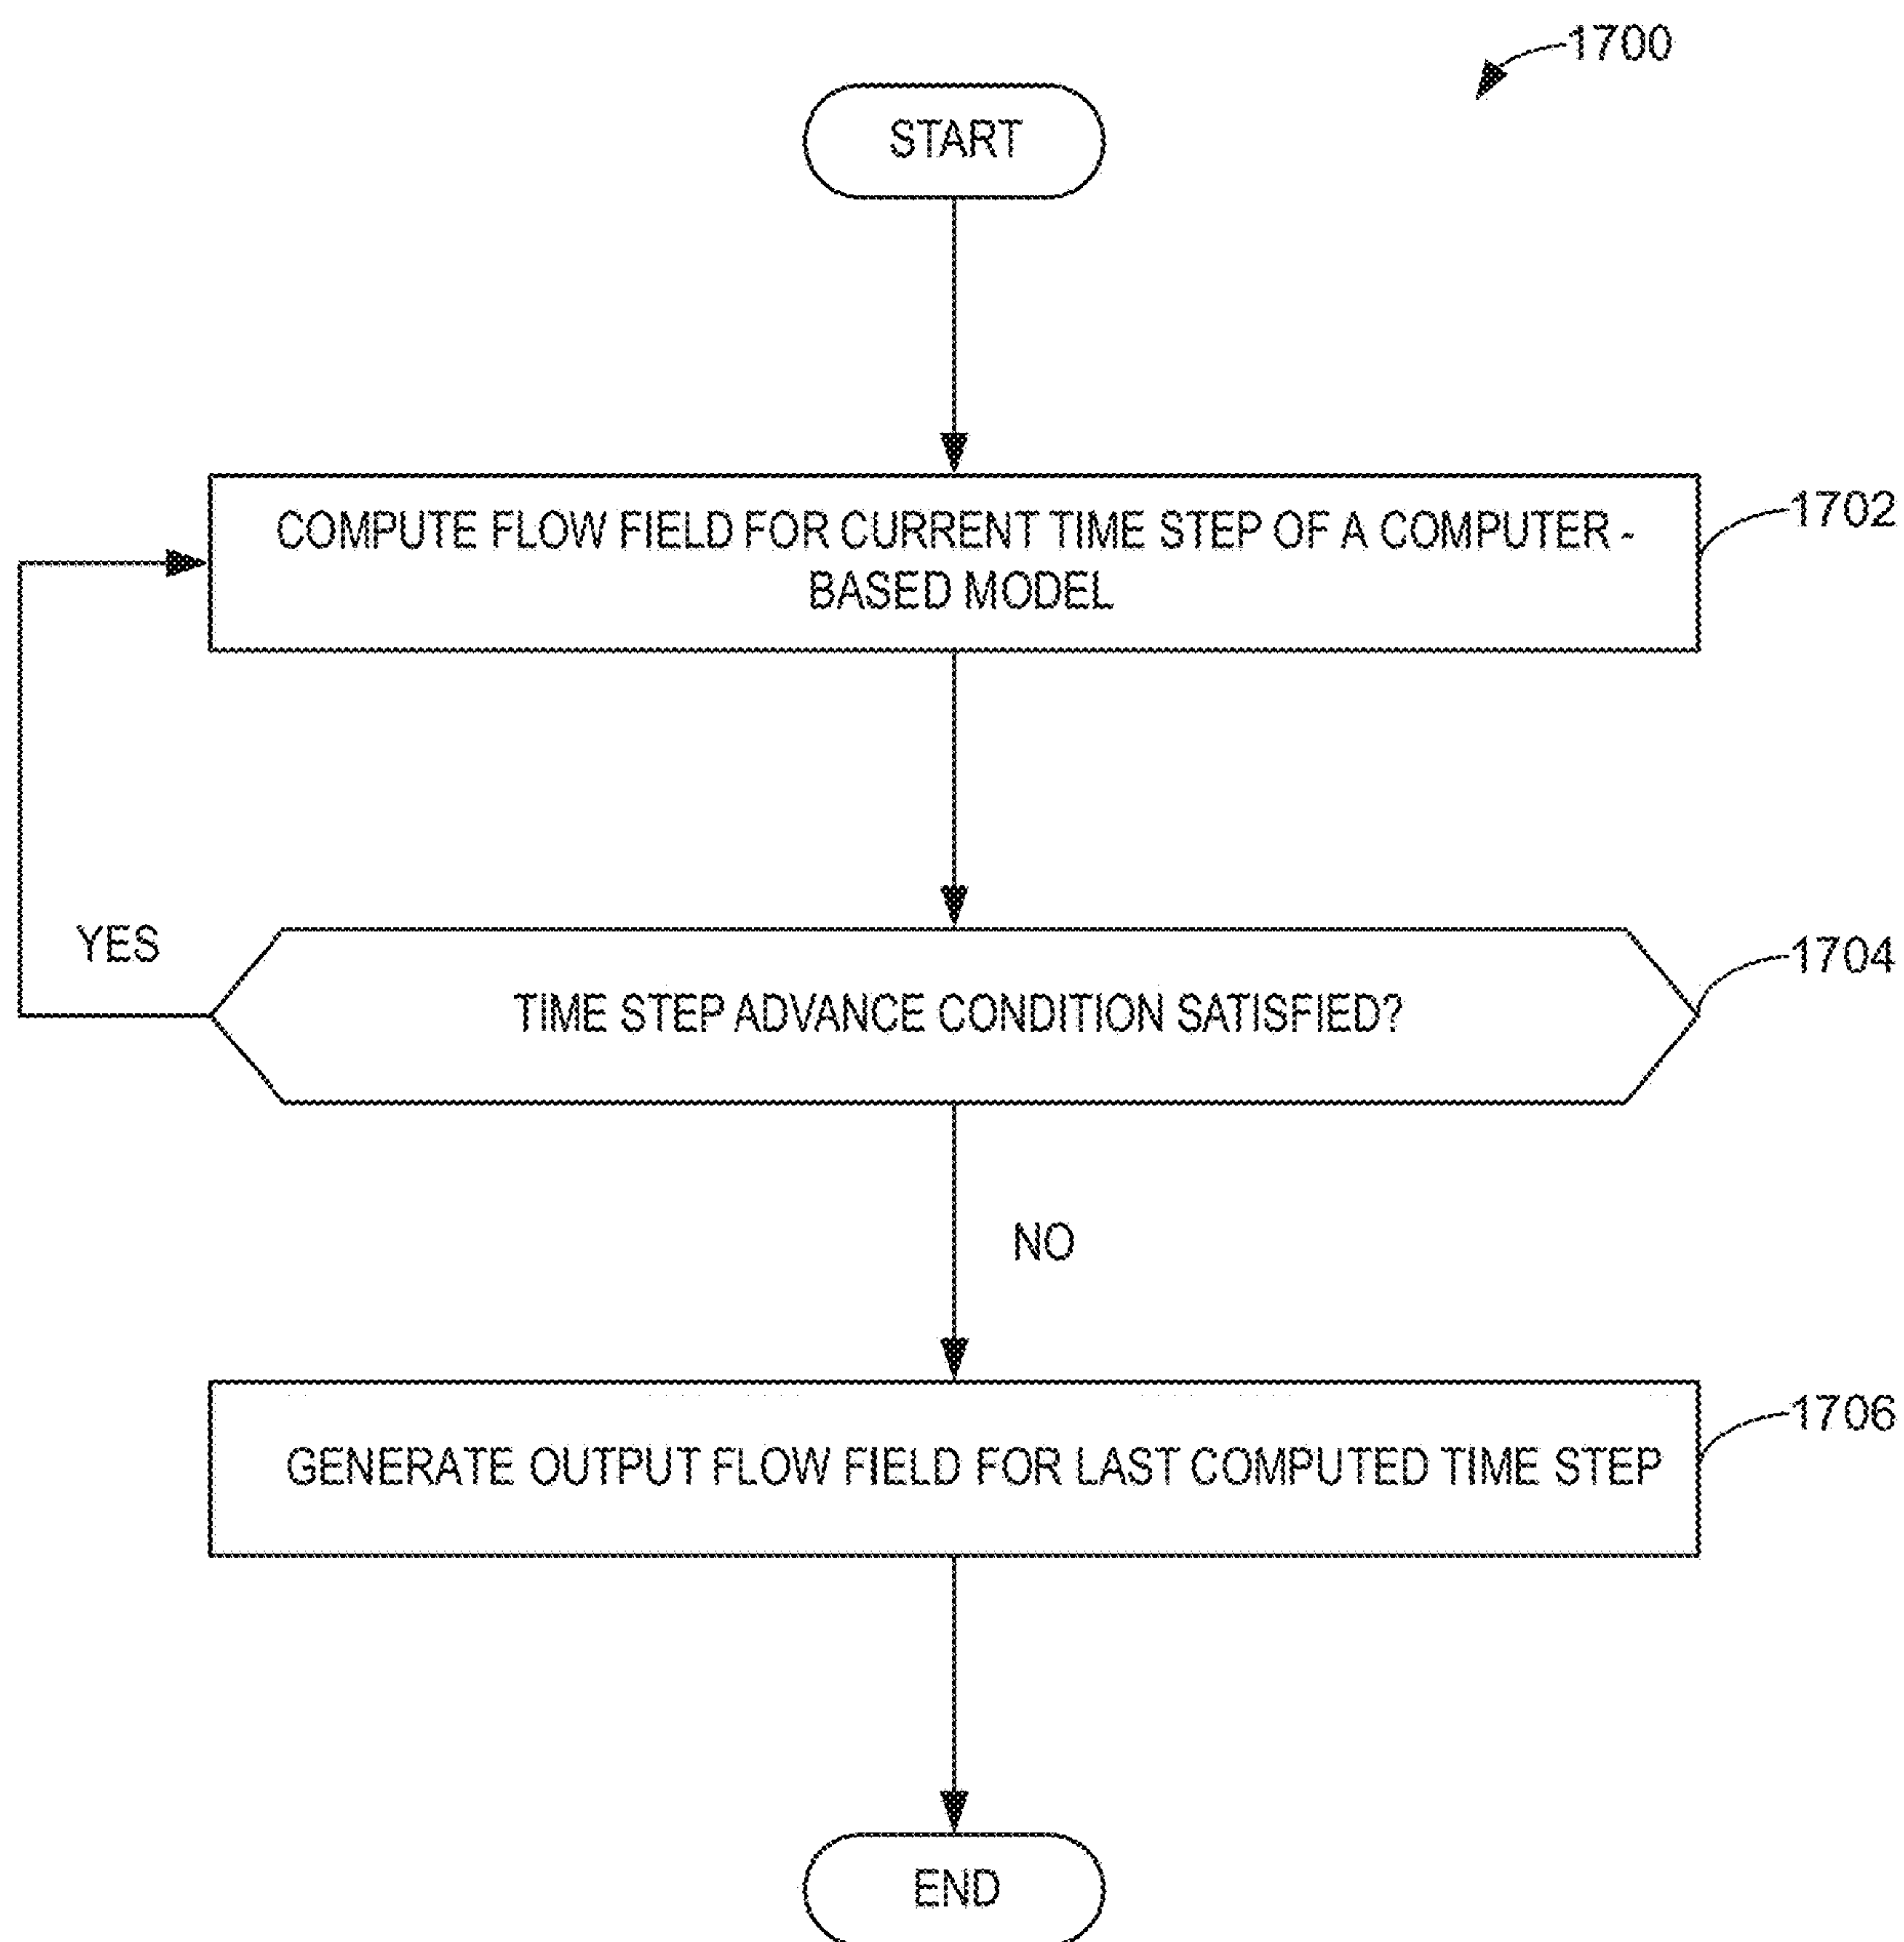 1700
START
COMPUTE FLOW FIELD FOR CURRENT TIME STEP OF A COMPUTER -
BASED MODEL
1702
YES
TIME STEP ADVANCE CONDITION SATISFIED?
1704
NO
GENERATE OUTPUT FLOW FIELD FOR LAST COMPUTED TIME STEP
1706
END